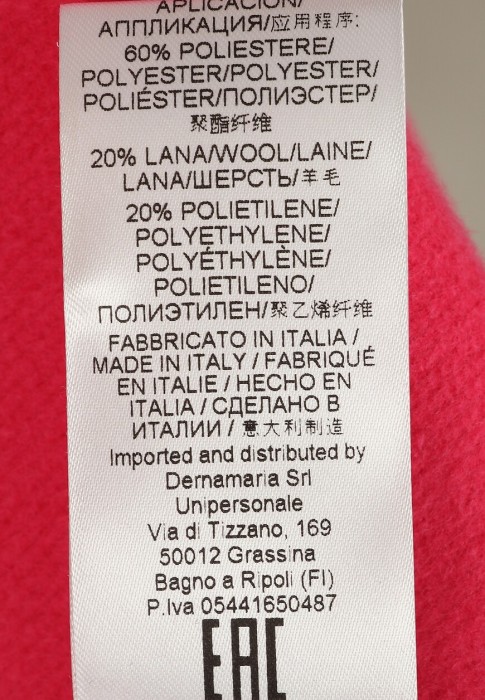 APLICACIÓN/
АППЛИКАЦИЯ/应用程序:
60% POLIESTERE/
POLYESTER/POLYESTER/
POLIÉSTER/ПОЛИЭСТЕР/
聚酯纤维
20% LANA/WOOL/LAINE/
LANA/ШЕРСТЬ/羊毛
20% POLIETILENE/
POLYETHYLENE/
POLYÉTHYLÈNE/
POLIETILENO/
ПОЛИЭТИЛЕН/聚乙烯纤维
FABBRICATO IN ITALIA /
MADE IN ITALY / FABRIQUÉ
EN ITALIE / HECHO EN
ITALIA / СДЕЛАНО В
ИТАЛИИ / 意大利制造
Imported and distributed by
Dernamaria Srl
Unipersonale
Via di Tizzano, 169
50012 Grassina
Bagno a Ripoli (FI)
P.Iva 05441650487
EAC